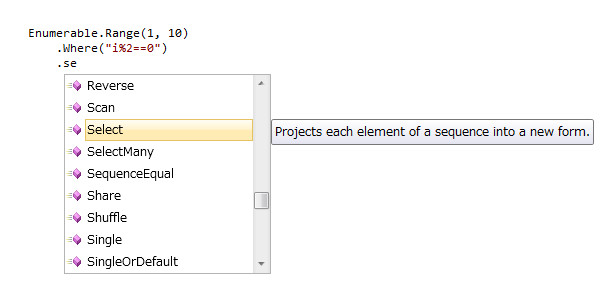 Enumerable.Range(1, 10)
.Where("i%2==0")
.se
Reverse
Scan
Select
Projects each element of a sequence into a new form.
SelectMany
SequenceEqual
Share
Shuffle
Single
SingleOrDefault